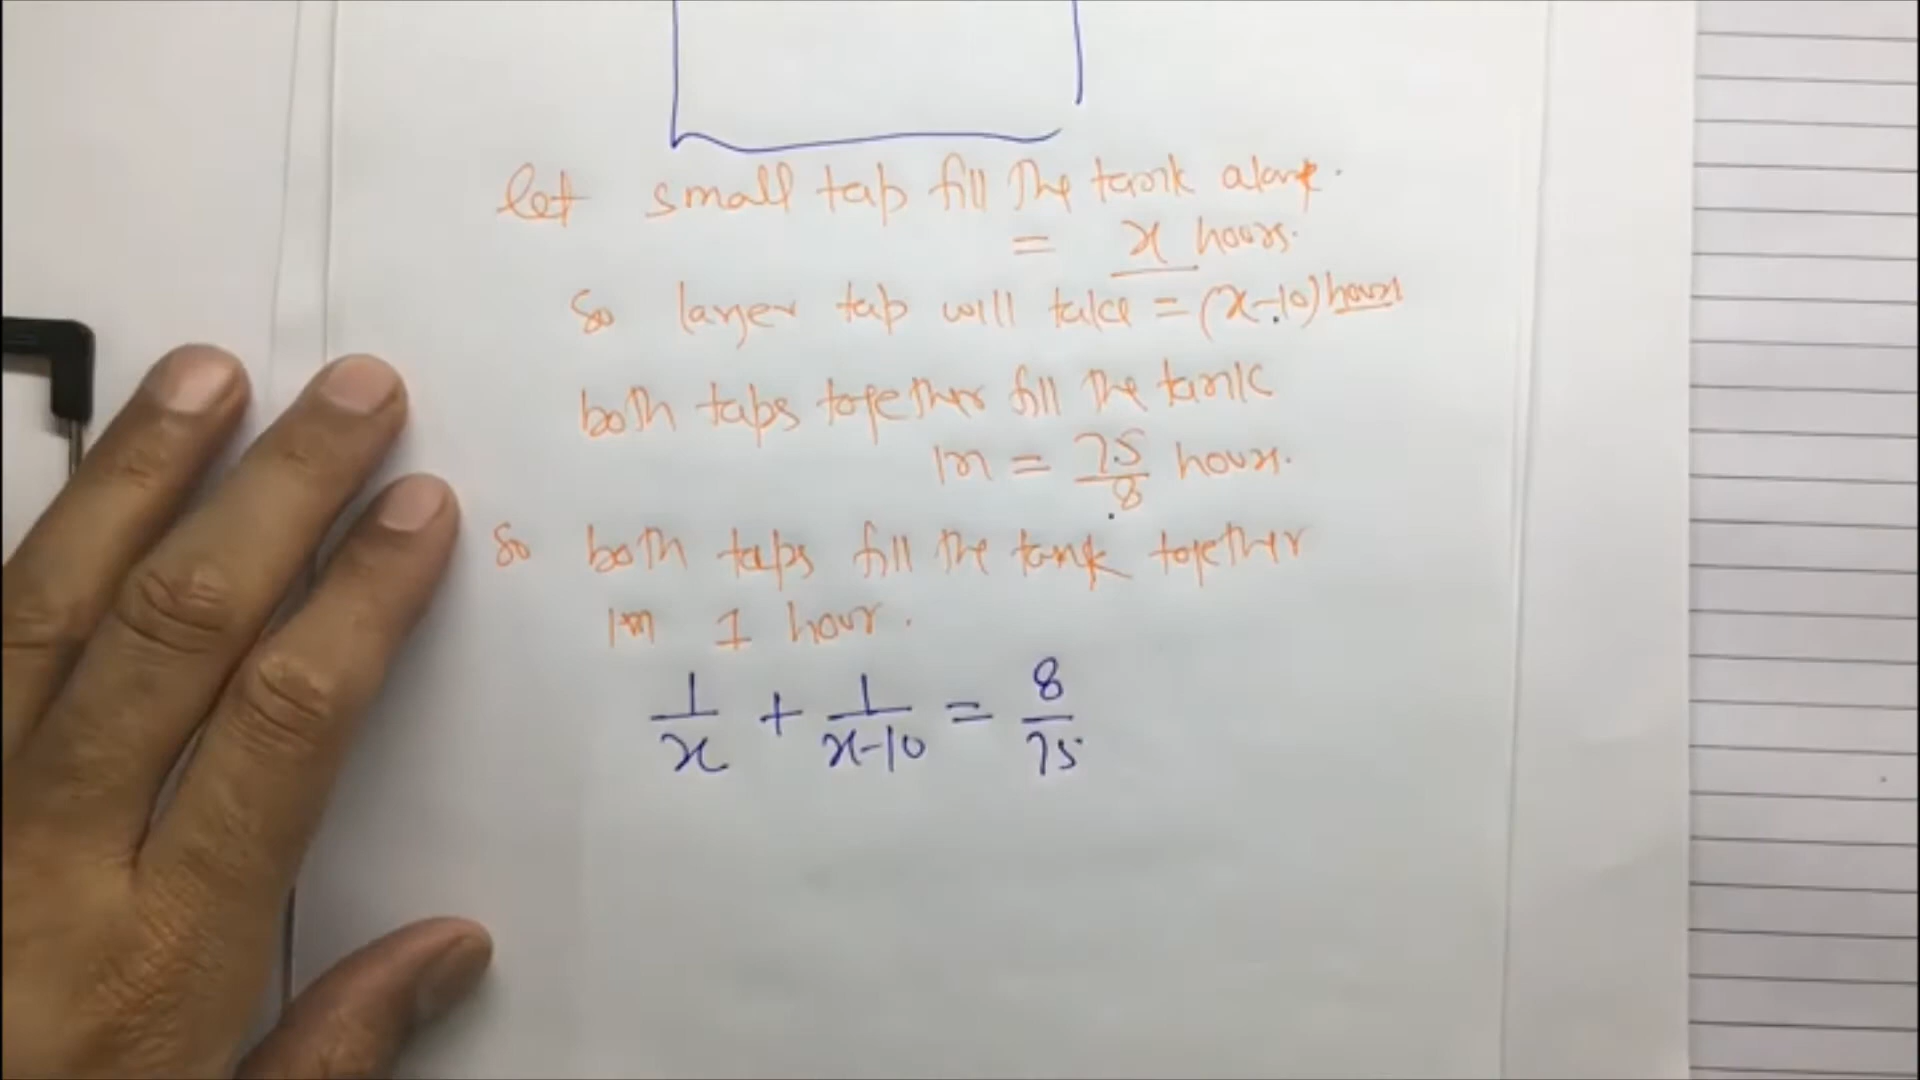 let small tap fill the tank alone.
= x hours.
So larger tap will take = (x-10) hours
both taps together fill the tank
in = 75/8 hours.
So both taps fill the tank together
in 1 hour.
1/x + 1/x-10 = 8/75